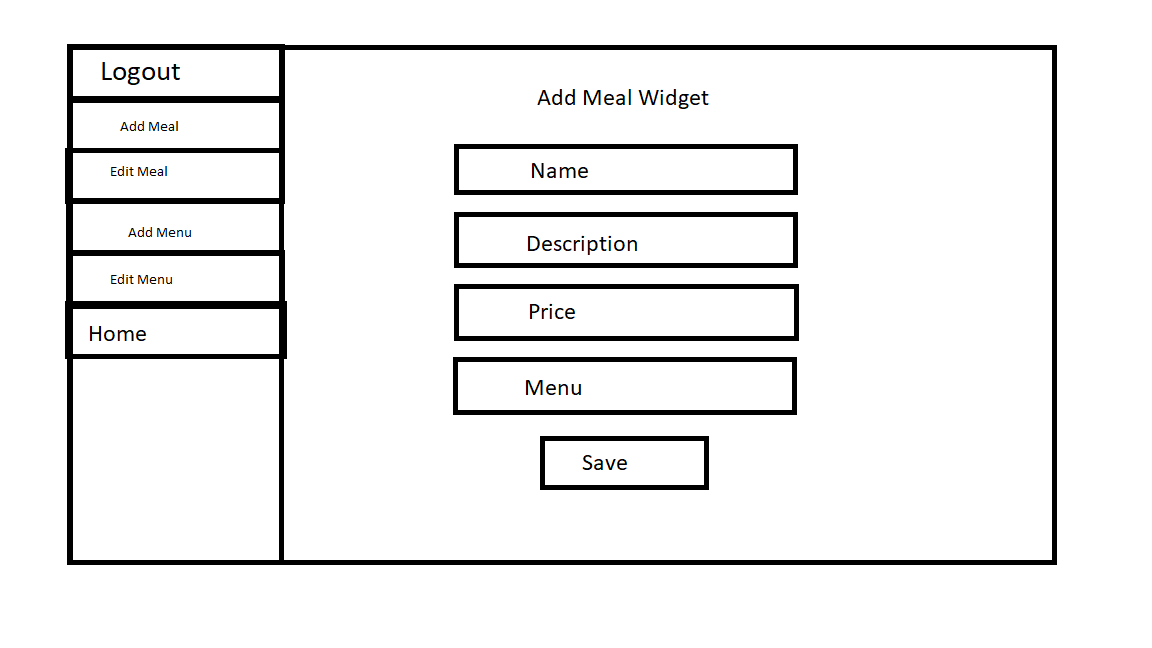 Logout
Add Meal
Edit Meal
Add Menu
Edit Menu
Home
Add Meal Widget
Name
Description
Price
Menu
Save